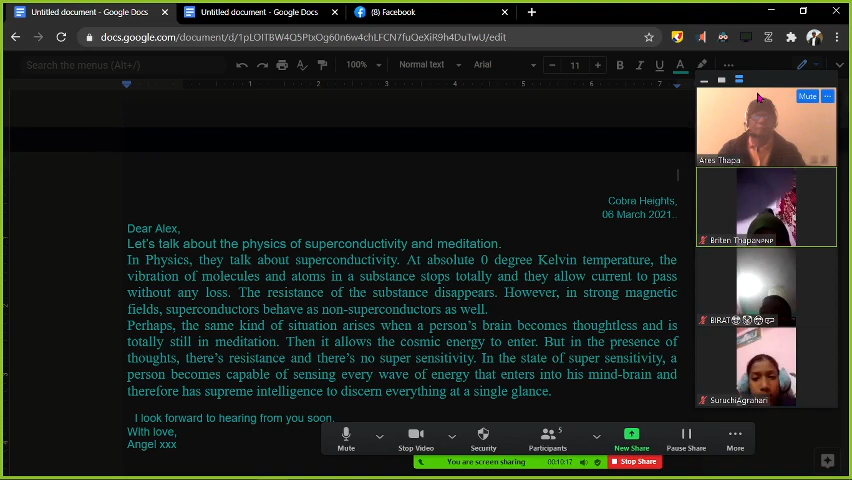 Untitled document - Google Docs
Untitled document - Google Docs
(8) Facebook
docs.google.com/document/d/1pLOlTBW4Q5PtxOg60n6w4chLFCN7fuQeXiR9h4DuTwU/edit
Search the menus (Alt+/)
100%
Normal text
Arial
11
B I U A
Mute
Ares Thapa
Briten Thapaɴᴘɴᴘ
BIRAT
SuruchiAgrahari
Cobra Heights,
06 March 2021..
Dear Alex,
Let's talk about the physics of superconductivity and meditation.
In Physics, they talk about superconductivity. At absolute 0 degree Kelvin temperature, the
vibration of molecules and atoms in a substance stops totally and they allow current to pass
without any loss. The resistance of the substance disappears. However, in strong magnetic
fields, superconductors behave as non-superconductors as well.
Perhaps, the same kind of situation arises when a person's brain becomes thoughtless and is
totally still in meditation. Then it allows the cosmic energy to enter. But in the presence of
thoughts, there's resistance and there's no super sensitivity. In the state of super sensitivity, a
person becomes capable of sensing every wave of energy that enters into his mind-brain and
therefore has supreme intelligence to discern everything at a single glance.
I look forward to hearing from you soon.
With love,
Angel xxx
Mute
Stop Video
Security
Participants
5
New Share
Pause Share
More
You are screen sharing
00:10:17
Stop Share